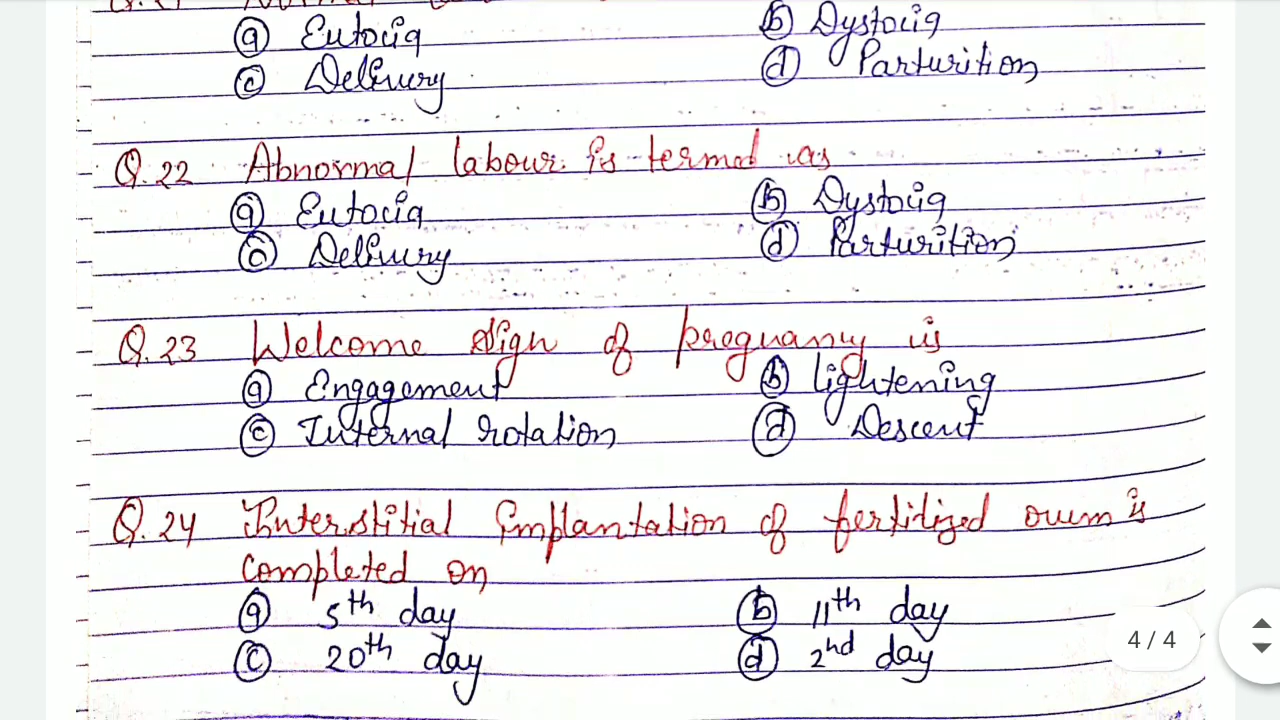 ⓐ Eutocia ⓑ Dystocia
ⓒ Delivery ⓓ Parturition
Q.22 Abnormal labour is termed as
ⓐ Eutocia ⓑ Dystocia
ⓒ Delivery ⓓ Parturition
Q.23 Welcome sign of pregnancy is
ⓐ Engagement ⓑ lightening
ⓒ Internal rotation ⓓ Descent
Q.24 Interstitial implantation of fertilized ovum is
completed on
ⓐ 5th day ⓑ 11th day
ⓒ 20th day ⓓ 2nd day
4 / 4